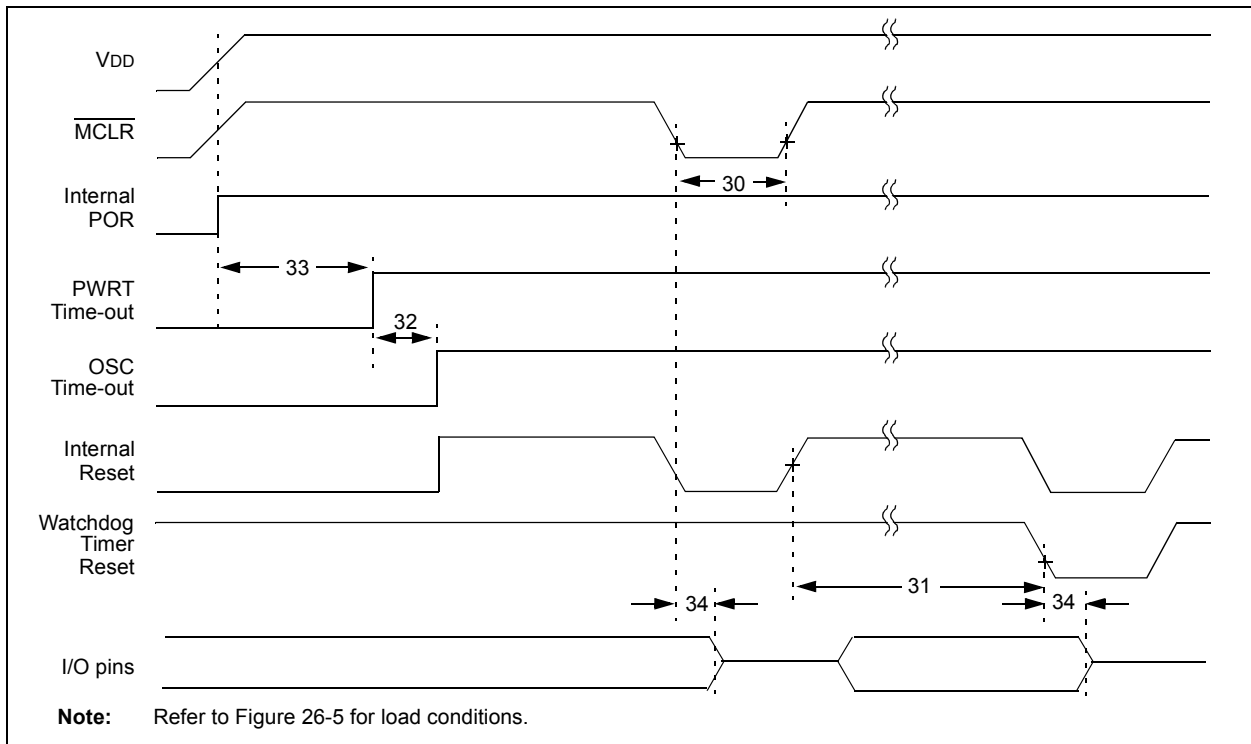 VDD
MCLR
30
Internal
POR
33
PWRT
Time-out
32
OSC
Time-out
Internal
Reset
Watchdog
Timer
Reset
31
34
34
I/O pins
Note: Refer to Figure 26-5 for load conditions.